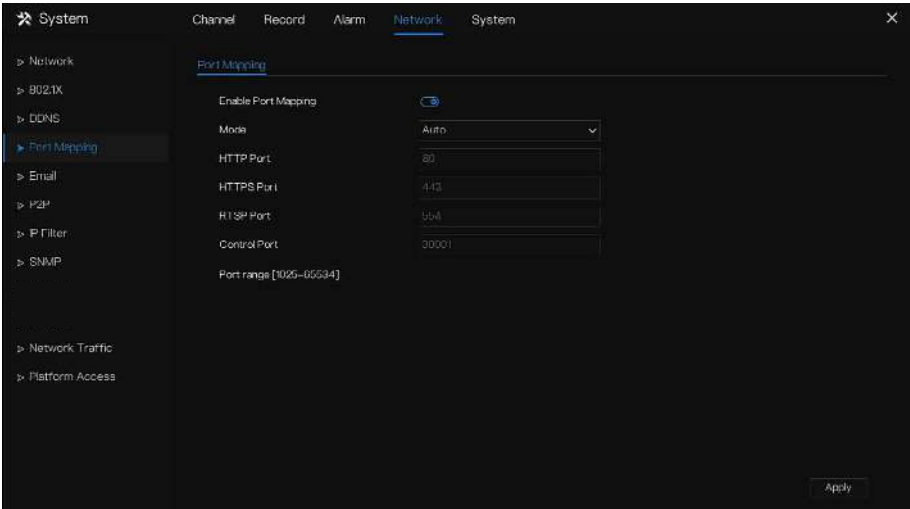 System
Channel Record Alarm Network System
Network
802.1X
DDNS
Port Mapping
Email
P2P
IP Filter
SNMP
Network Traffic
Platform Access
Port Mapping
Enable Port Mapping
Mode Auto
HTTP Port 80
HTTPS Port 443
RTSP Port 554
Control Port 30001
Port range [1025~65534]
Apply